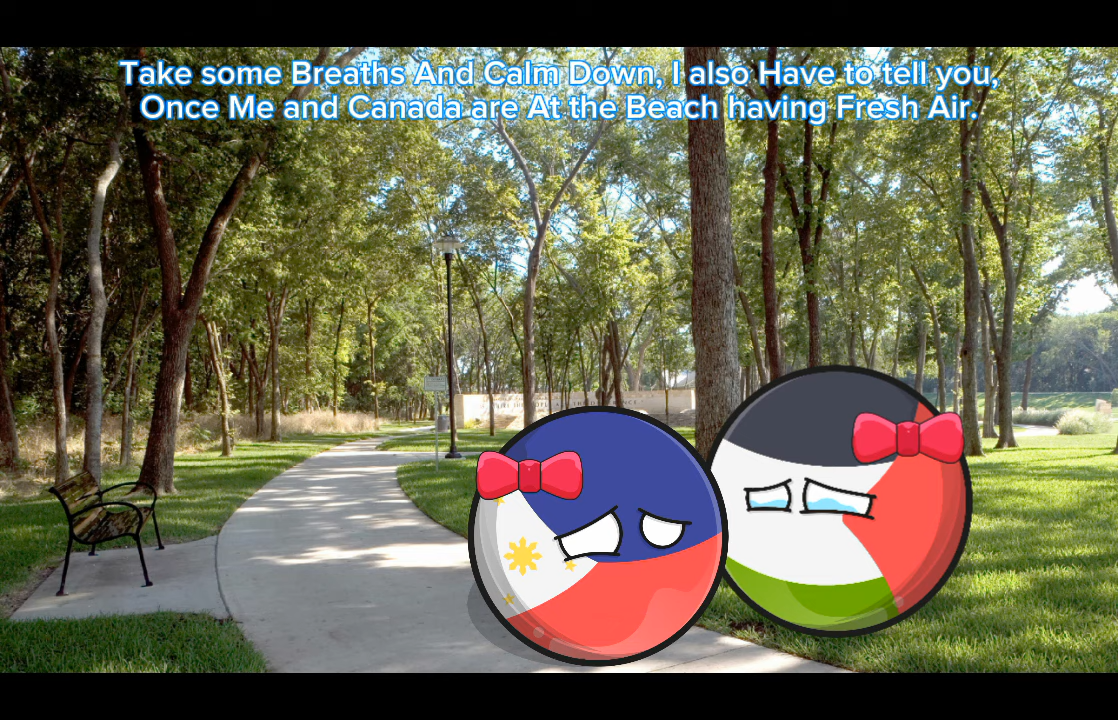 Take some Breaths And Calm Down, I also Have to tell you,
Once Me and Canada are At the Beach having Fresh Air.